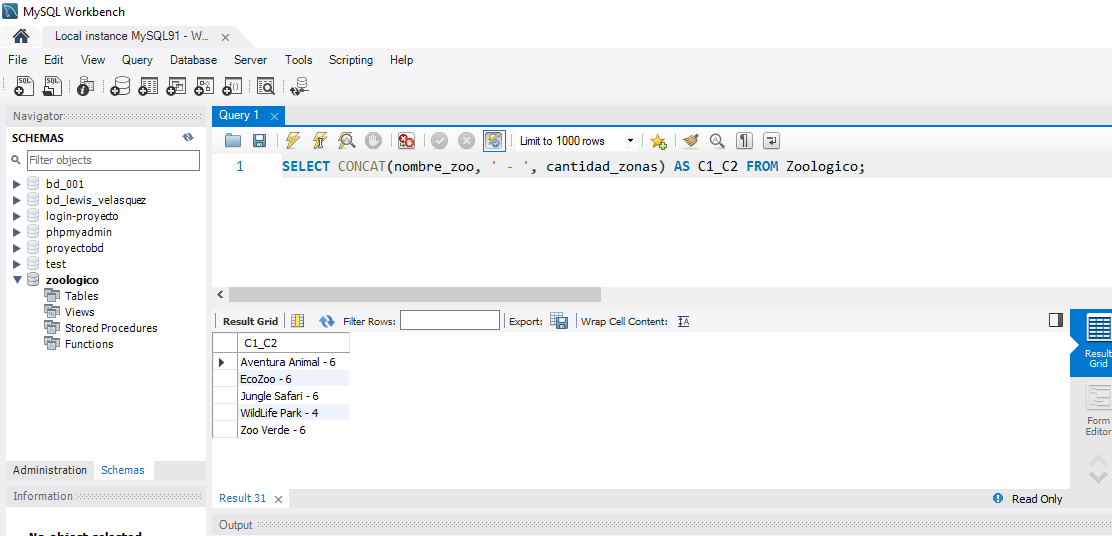 MySQL Workbench
Local instance MySQL91 - W... ×
File Edit View Query Database Server Tools Scripting Help
Navigator
SCHEMAS
Filter objects
bd_001
bd_lewis_velasquez
login-proyecto
phpmyadmin
proyectobd
test
zoologico
Tables
Views
Stored Procedures
Functions
Administration Schemas
Information
Query 1 ×
Limit to 1000 rows
1 SELECT CONCAT(nombre_zoo, ' - ', cantidad_zonas) AS C1_C2 FROM Zoologico;
Result Grid Filter Rows: Export: Wrap Cell Content:
C1_C2
Aventura Animal - 6
EcoZoo - 6
Jungle Safari - 6
WildLife Park - 4
Zoo Verde - 6
Result
Grid
Form
Editor
Result 31 × Read Only
Output
No object selected